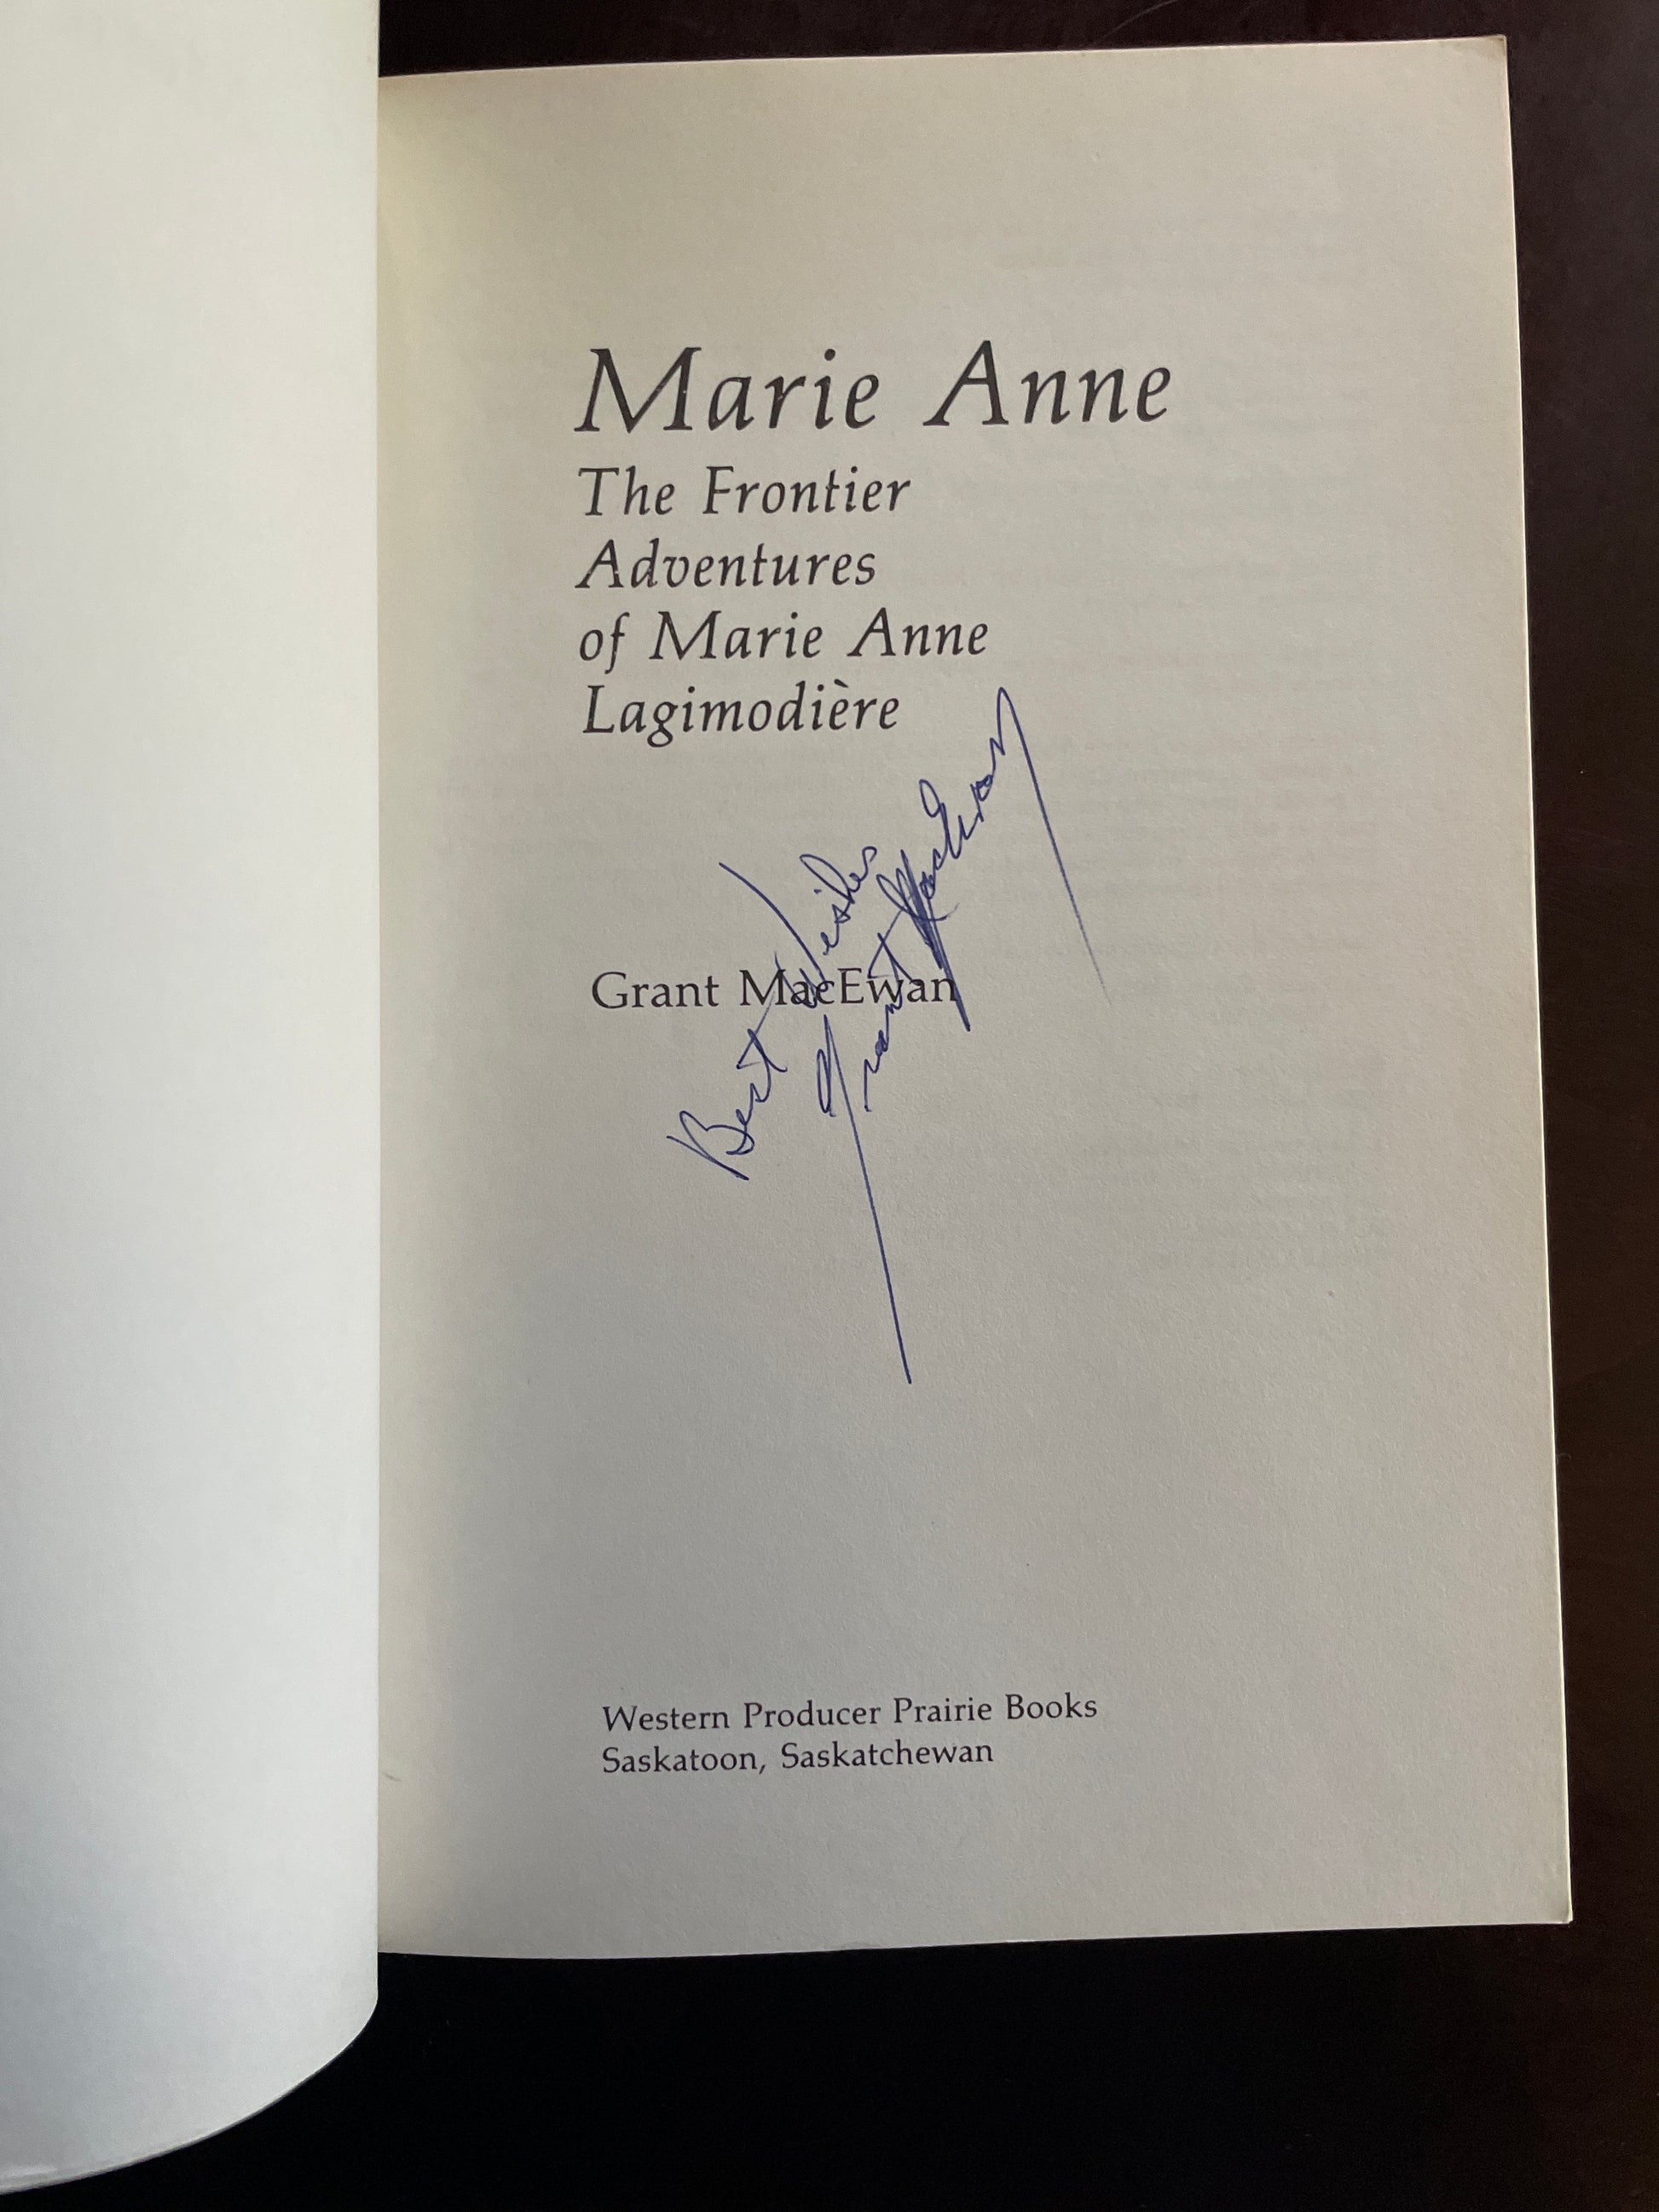 Marie Anne
The Frontier
Adventures
of Marie Anne
Lagimodière
Best Wishes
Grant MacEwan
Grant MacEwan
Western Producer Prairie Books
Saskatoon, Saskatchewan